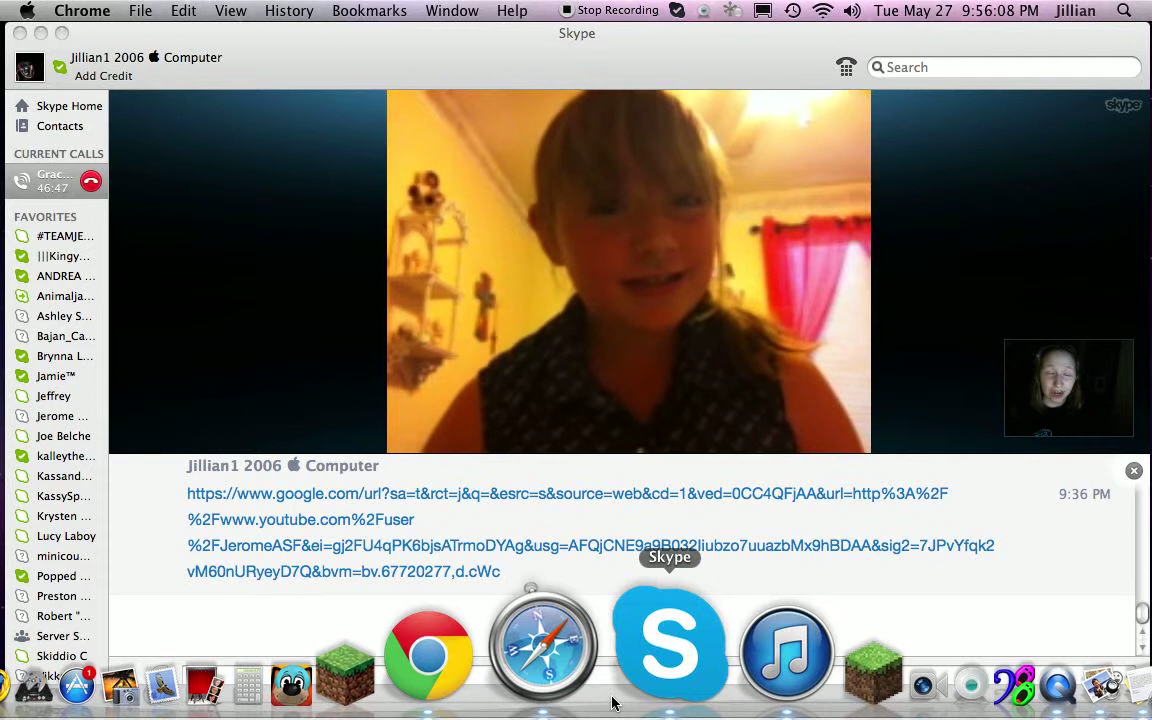 Chrome File Edit View History Bookmarks Window Help Stop Recording Tue May 27 9:56:08 PM Jillian
Skype
Jillian1 2006 Computer
Add Credit
Search
Skype Home
Contacts
CURRENT CALLS
Grac...
46:47
FAVORITES
#TEAMJE...
|||Kingy...
ANDREA ...
Animalja...
Ashley S...
Bajan_Ca...
Brynna L...
Jamie™
Jeffrey
Jerome ...
Joe Belche
kalleythe...
Kassand...
KassySp...
Krysten ...
Lucy Laboy
minicou...
Popped ...
Preston ...
Robert "...
Server S...
Skiddio C
skype
Jillian1 2006 Computer
https://www.google.com/url?sa=t&rct=j&q=&esrc=s&source=web&cd=1&ved=0CC4QFjAA&url=http%3A%2F
9:36 PM
%2Fwww.youtube.com%2Fuser
%2FJeromeASF&ei=gj2FU4qPK6bjsATrmoDYAg&usg=AFQjCNE9a9B032liubzo7uuazbMx9hBDAA&sig2=7JPvYfqk2
vM60nURyeyD7Q&bvm=bv.67720277,d.cWc
Skype
1